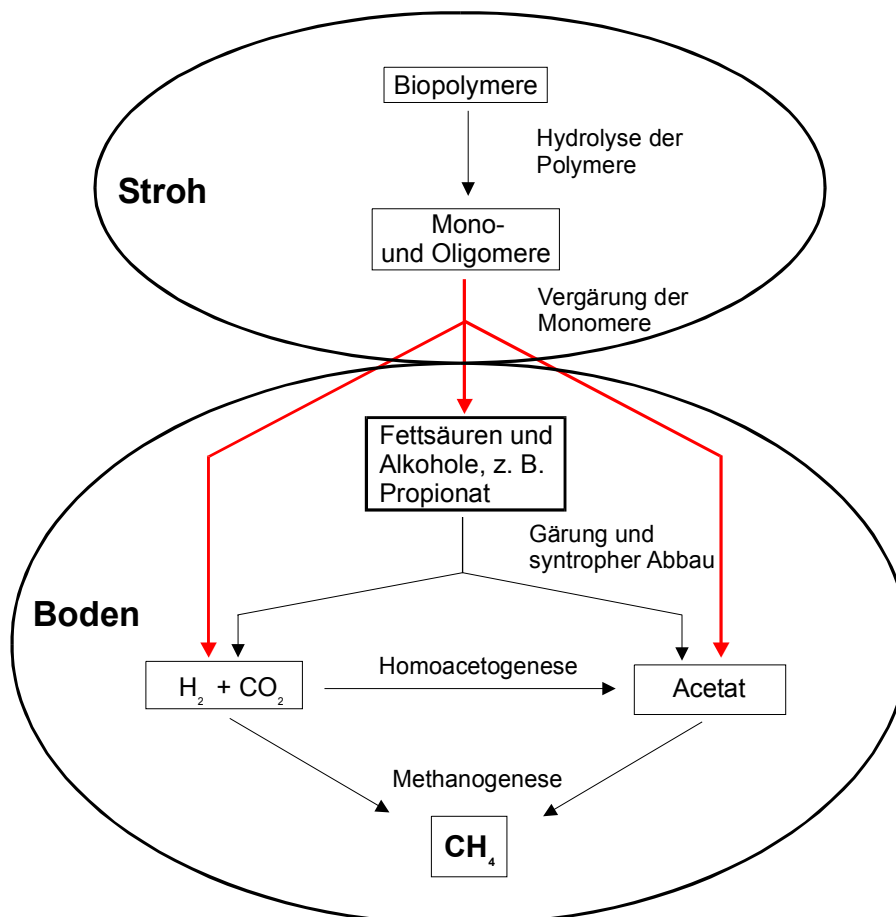 Biopolymere
Hydrolyse der
Polymere
Stroh
Mono-
und Oligomere
Vergärung der
Monomere
Fettsäuren und
Alkohole, z. B.
Propionat
Gärung und
syntropher Abbau
Boden
Homoacetogenese
H₂ + CO₂
Acetat
Methanogenese
CH₄